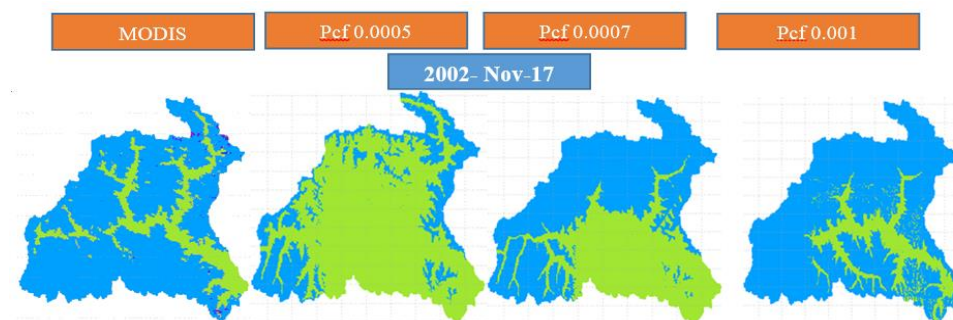 MODIS
Pcf 0.0005
Pcf 0.0007
Pcf 0.001
2002- Nov-17